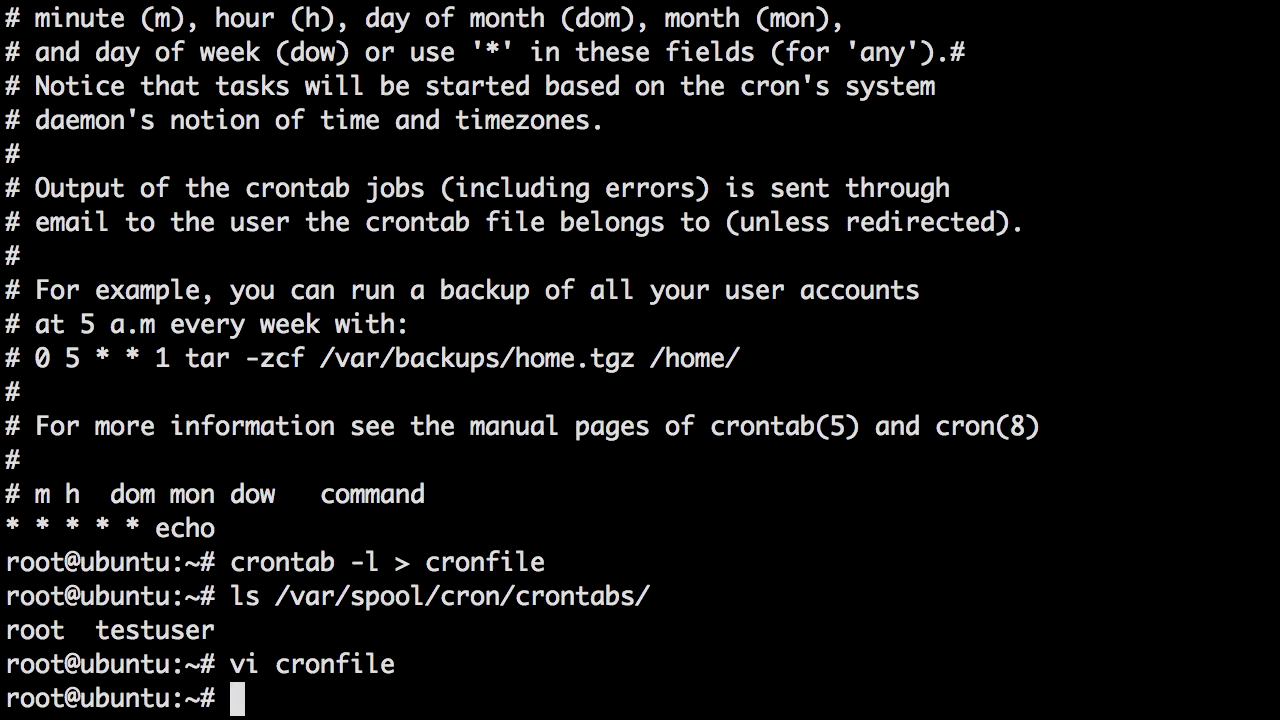 # minute (m), hour (h), day of month (dom), month (mon),
# and day of week (dow) or use '*' in these fields (for 'any').#
# Notice that tasks will be started based on the cron's system
# daemon's notion of time and timezones.
#
# Output of the crontab jobs (including errors) is sent through
# email to the user the crontab file belongs to (unless redirected).
#
# For example, you can run a backup of all your user accounts
# at 5 a.m every week with:
# 0 5 * * 1 tar -zcf /var/backups/home.tgz /home/
#
# For more information see the manual pages of crontab(5) and cron(8)
#
# m h  dom mon dow   command
* * * * * echo
root@ubuntu:~# crontab -l > cronfile
root@ubuntu:~# ls /var/spool/cron/crontabs/
root  testuser
root@ubuntu:~# vi cronfile
root@ubuntu:~#